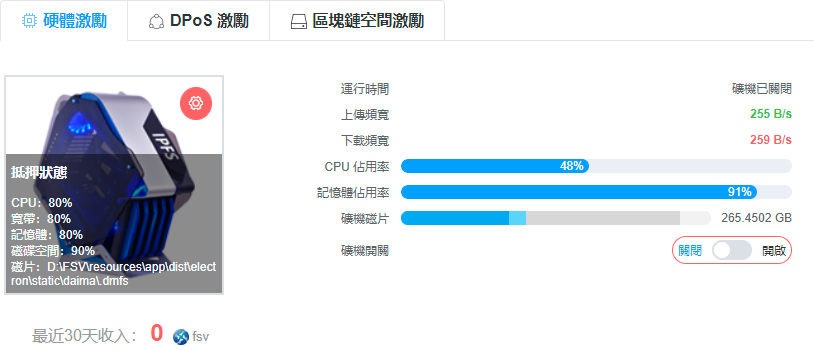 硬體激勵 DPoS 激勵 區塊鏈空間激勵
IPFS
抵押狀態
CPU：80%
寬帶：80%
記憶體：80%
磁碟空間：90%
磁片：D:\FSV\resources\app\dist\elect
ron\static\daima\.dmfs
最近30天收入： 0 fsv
運行時間 礦機已關閉
上傳頻寬 255 B/s
下載頻寬 259 B/s
CPU 佔用率 48%
記憶體佔用率 91%
礦機磁片 265.4502 GB
礦機開關 關閉 開啟